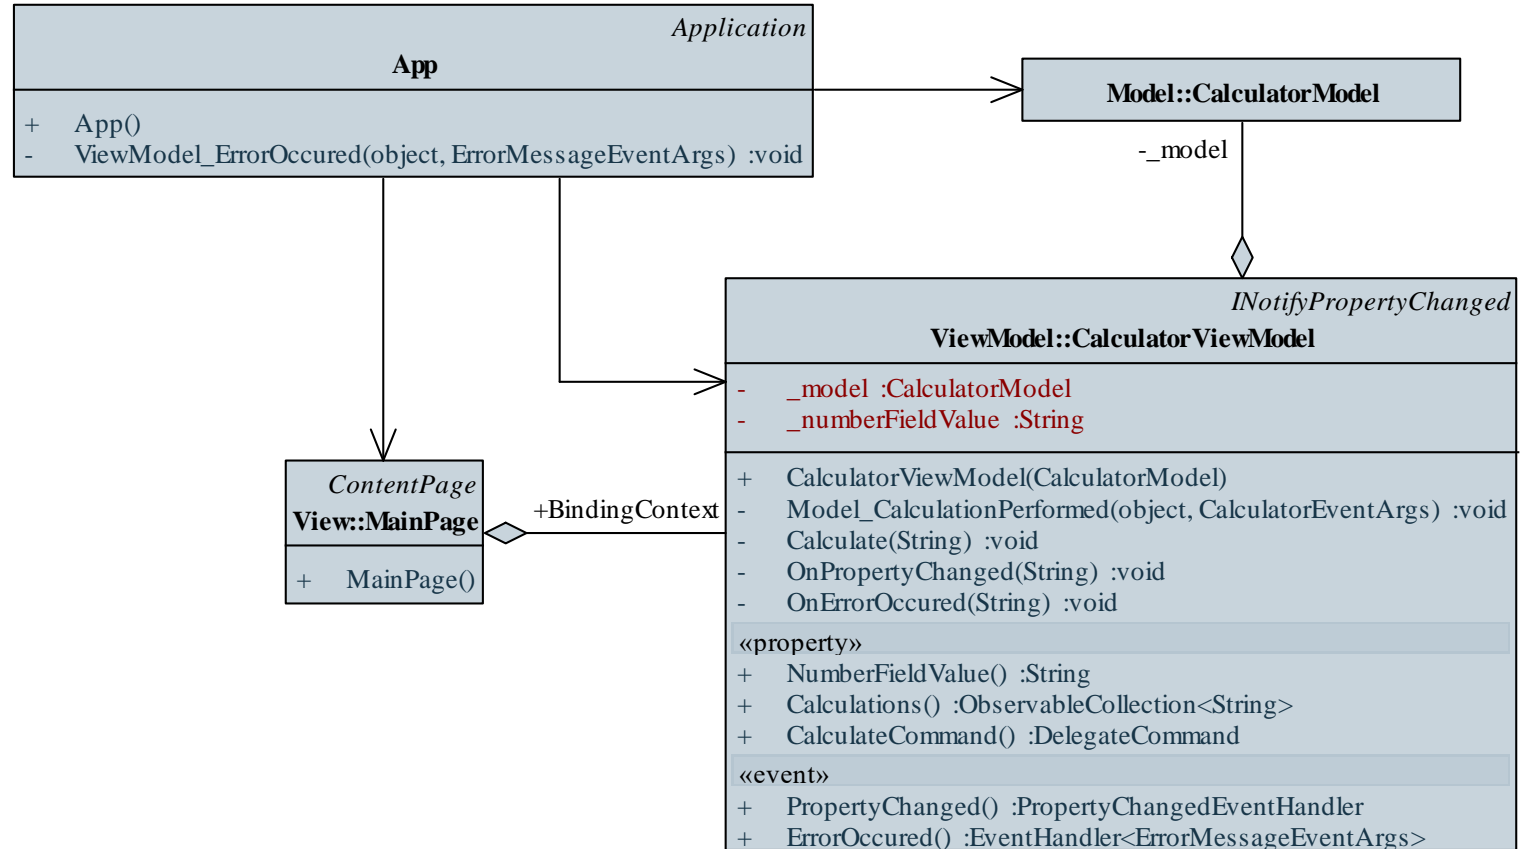 Application
App
+ App()
- ViewModel_ErrorOccured(object, ErrorMessageEventArgs) :void
Model::CalculatorModel
-_model
INotifyPropertyChanged
ViewModel::CalculatorViewModel
- _model :CalculatorModel
- _numberFieldValue :String
+ CalculatorViewModel(CalculatorModel)
- Model_CalculationPerformed(object, CalculatorEventArgs) :void
- Calculate(String) :void
- OnPropertyChanged(String) :void
- OnErrorOccured(String) :void
«property»
+ NumberFieldValue() :String
+ Calculations() :ObservableCollection<String>
+ CalculateCommand() :DelegateCommand
«event»
+ PropertyChanged() :PropertyChangedEventHandler
+ ErrorOccured() :EventHandler<ErrorMessageEventArgs>
ContentPage
View::MainPage
+ MainPage()
+BindingContext